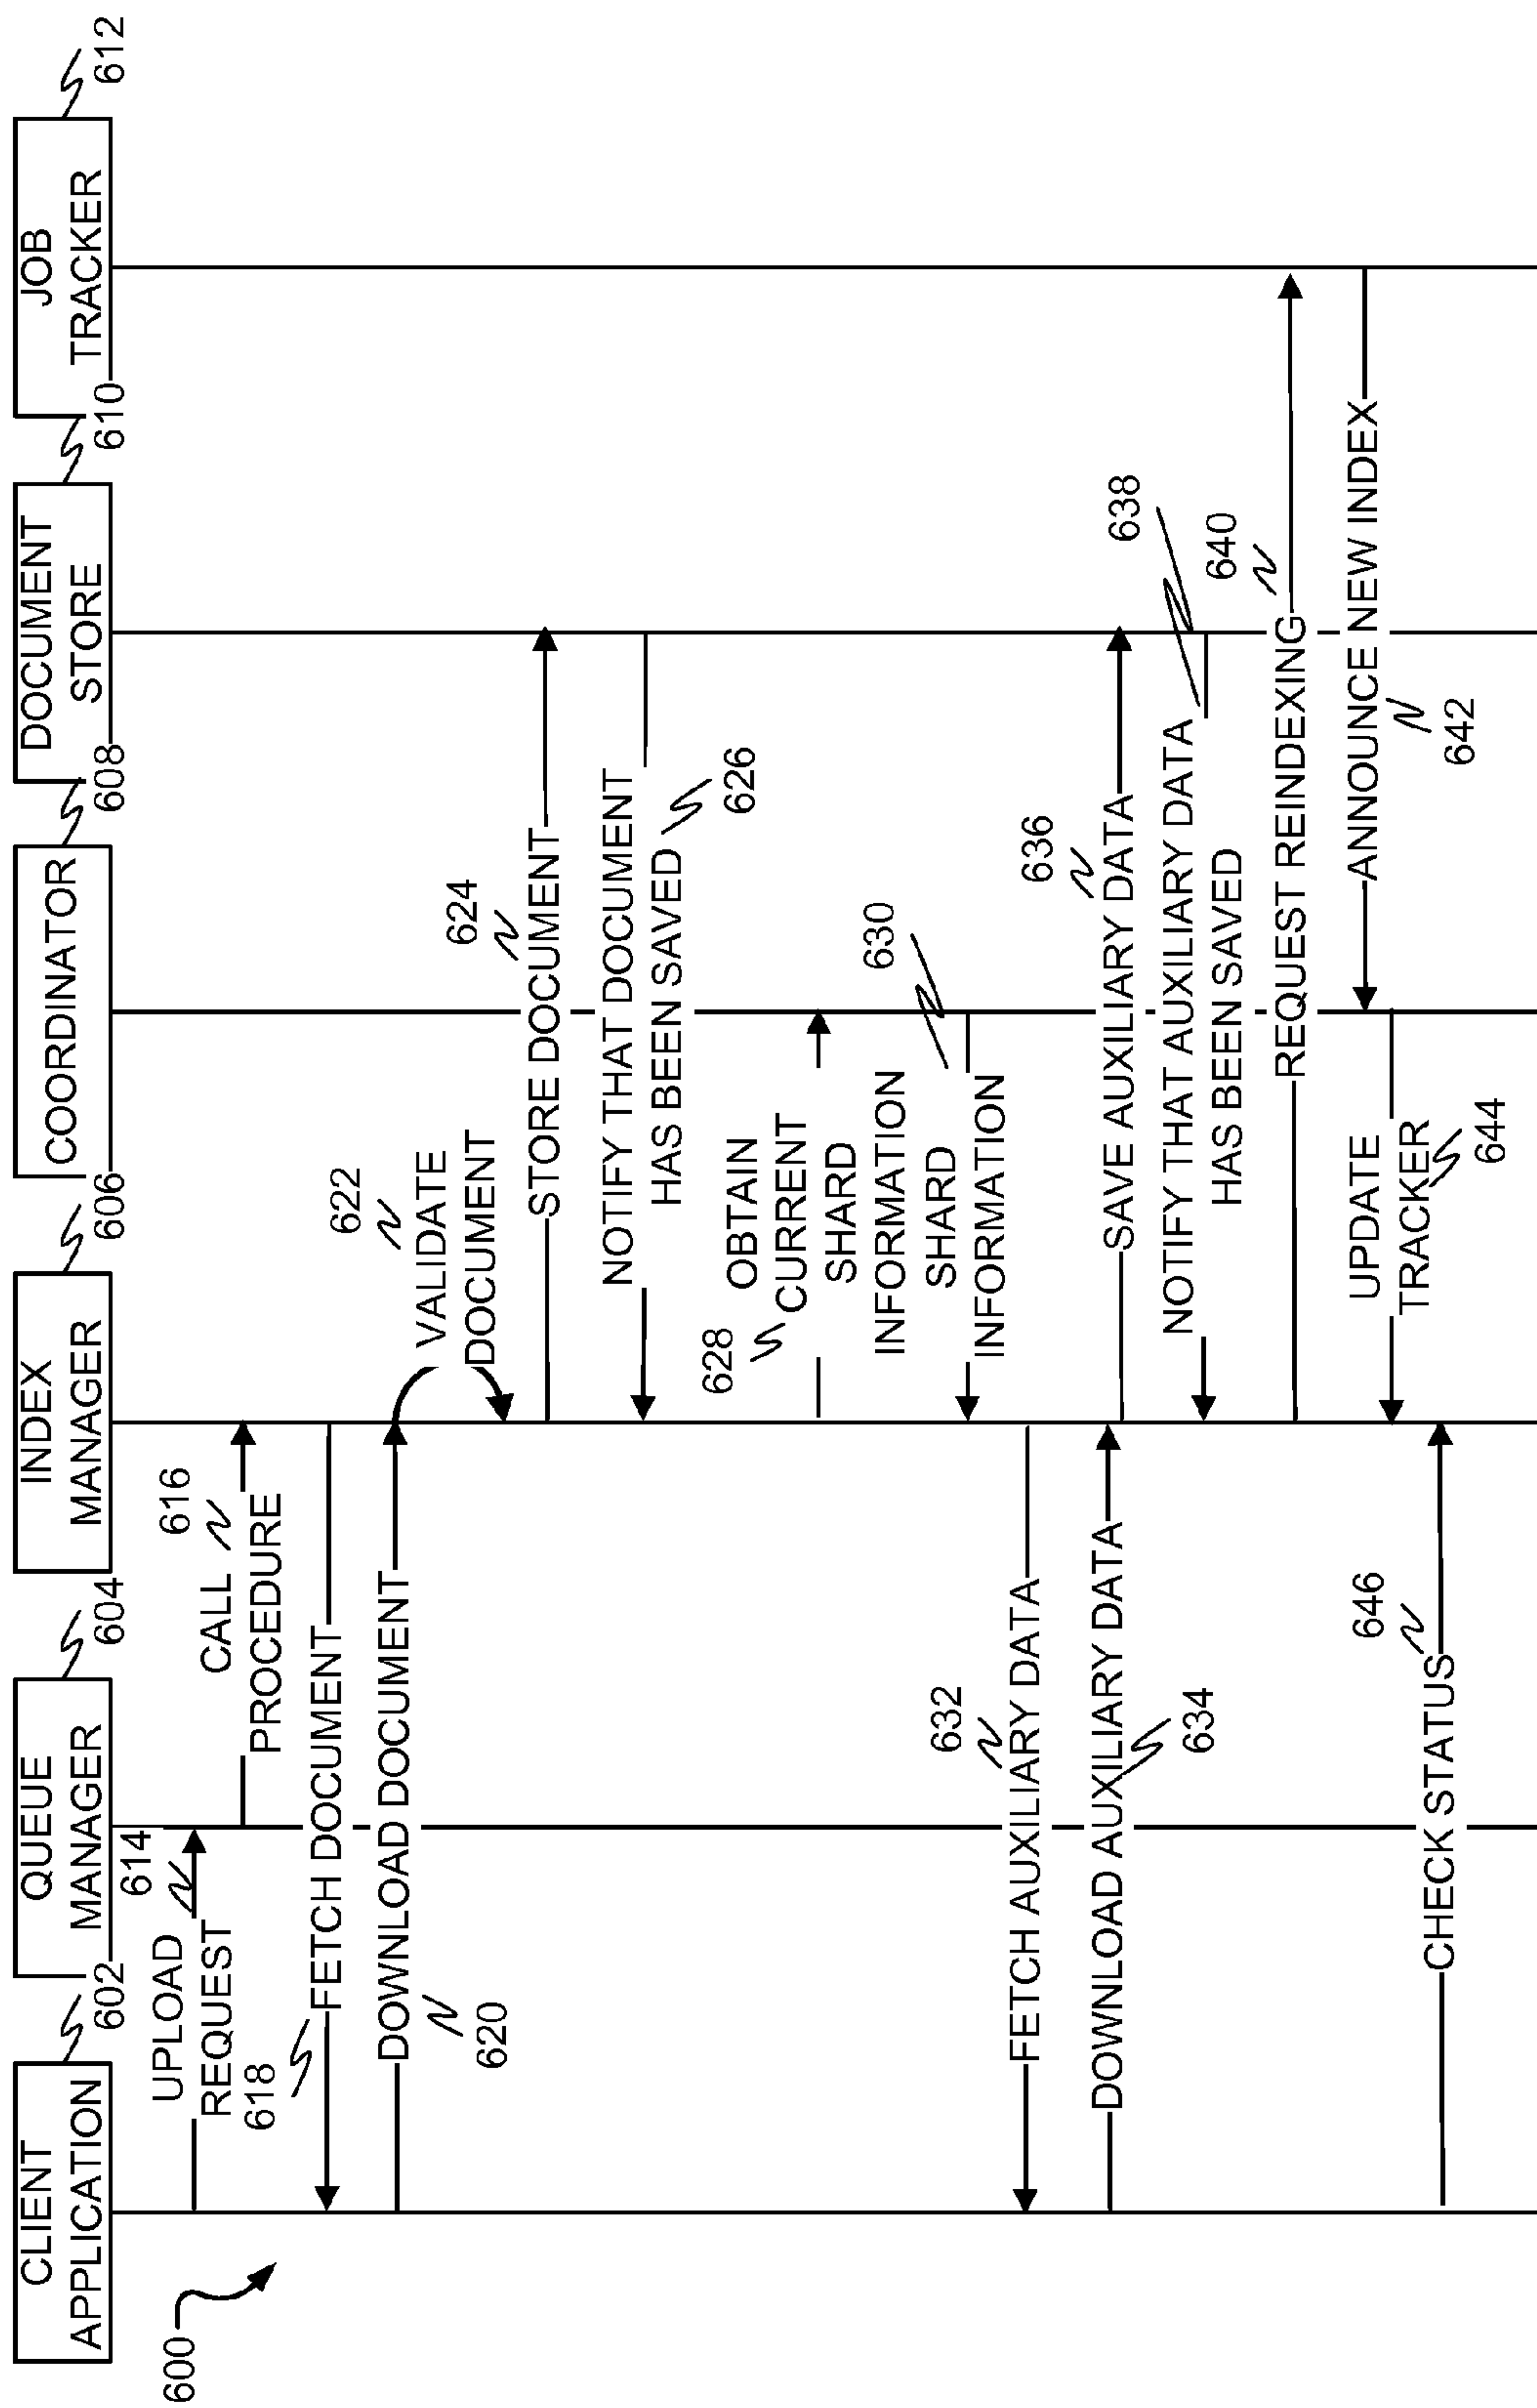 600
CLIENT
APPLICATION
602
QUEUE
MANAGER
604
INDEX
MANAGER
606
COORDINATOR
608
DOCUMENT
STORE
610
JOB
TRACKER
612
UPLOAD
REQUEST
614
CALL
PROCEDURE
616
618
FETCH DOCUMENT
DOWNLOAD DOCUMENT
620
622
VALIDATE
DOCUMENT
624
STORE DOCUMENT
NOTIFY THAT DOCUMENT
HAS BEEN SAVED
626
628
OBTAIN
CURRENT
SHARD
INFORMATION
630
SHARD
INFORMATION
632
FETCH AUXILIARY DATA
DOWNLOAD AUXILIARY DATA
634
636
SAVE AUXILIARY DATA
638
NOTIFY THAT AUXILIARY DATA
HAS BEEN SAVED
640
REQUEST REINDEXING
ANNOUNCE NEW INDEX
642
UPDATE
TRACKER
644
646
CHECK STATUS